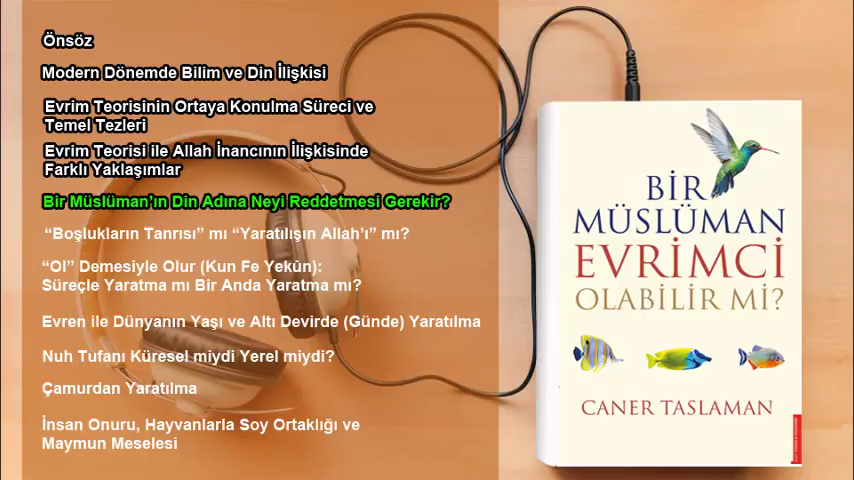 Önsöz
Modern Dönemde Bilim ve Din İlişkisi
Evrim Teorisinin Ortaya Konulma Süreci ve
Temel Tezleri
Evrim Teorisi ile Allah İnancının İlişkisinde
Farklı Yaklaşımlar
Bir Müslüman’ın Din Adına Neyi Reddetmesi Gerekir?
“Boşlukların Tanrısı” mı “Yaratılışın Allah’ı” mı?
“Ol” Demesiyle Olur (Kun Fe Yekûn):
Süreçle Yaratma mı Bir Anda Yaratma mı?
Evren ile Dünyanın Yaşı ve Altı Devirde (Günde) Yaratılma
Nuh Tufanı Küresel miydi Yerel miydi?
Çamurdan Yaratılma
İnsan Onuru, Hayvanlarla Soy Ortaklığı ve
Maymun Meselesi
BİR
MÜSLÜMAN
EVRİMCİ
OLABİLİR Mİ?
CANER TASLAMAN